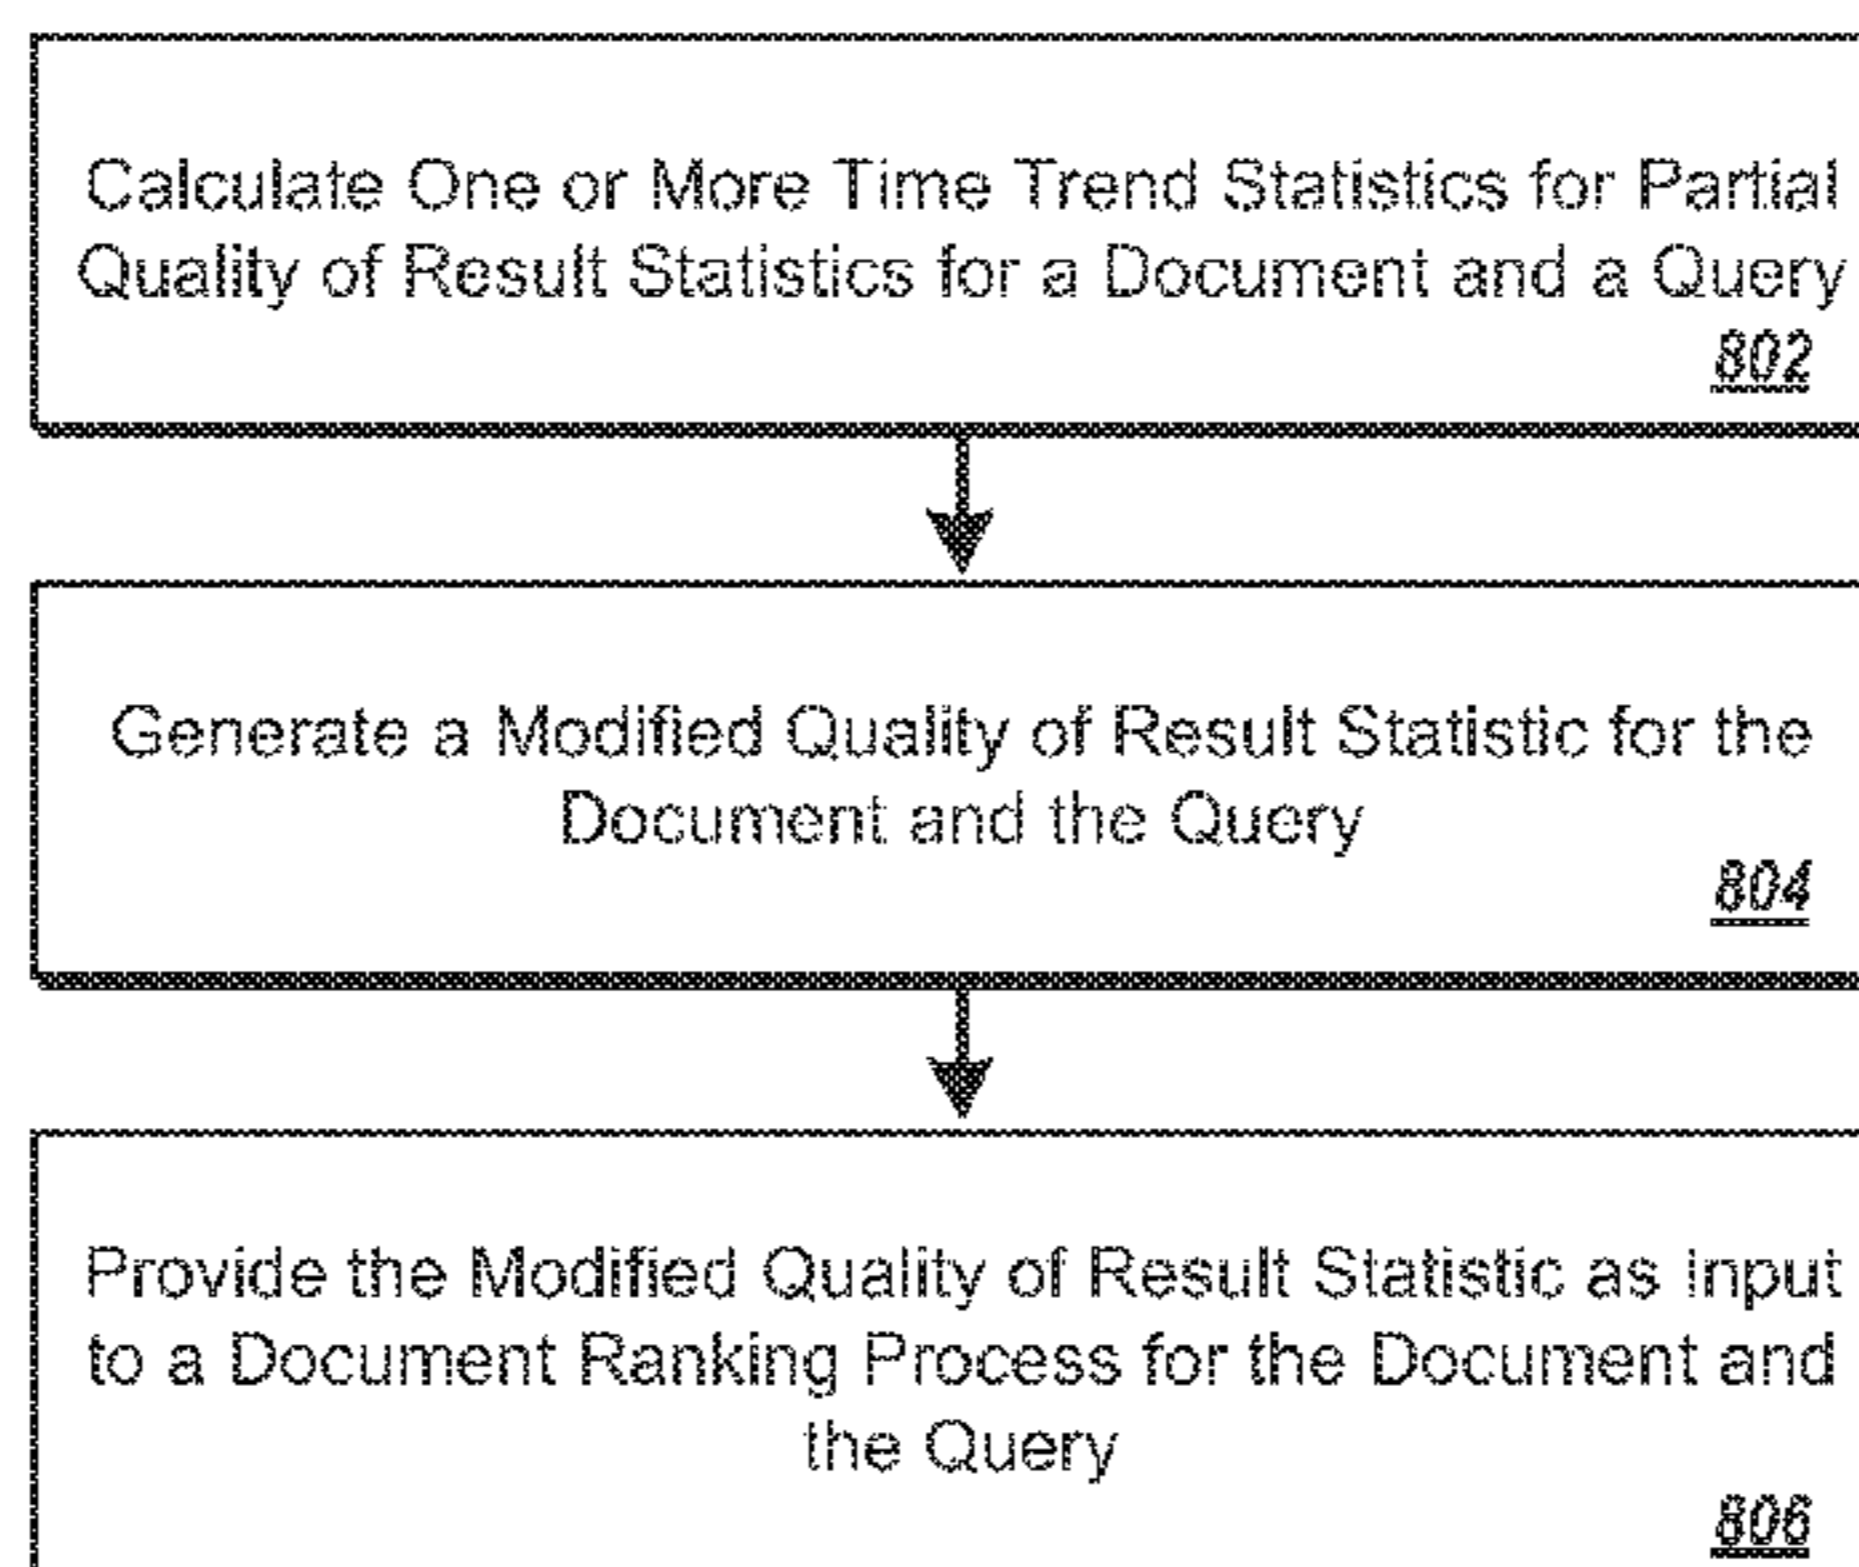 Calculate One or More Time Trend Statistics for Partial
Quality of Result Statistics for a Document and a Query
802
Generate a Modified Quality of Result Statistic for the
Document and the Query
804
Provide the Modified Quality of Result Statistic as Input
to a Document Ranking Process for the Document and
the Query
806